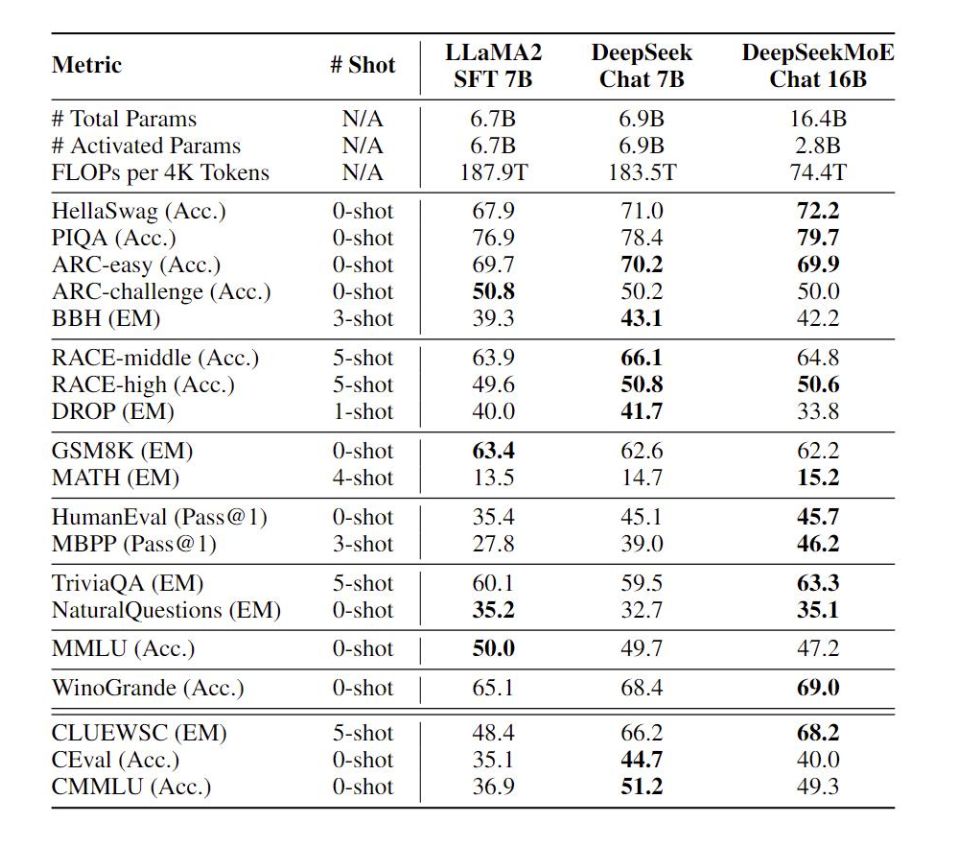 Metric # Shot LLaMA2 SFT 7B DeepSeek Chat 7B DeepSeekMoE Chat 16B
# Total Params N/A 6.7B 6.9B 16.4B
# Activated Params N/A 6.7B 6.9B 2.8B
FLOPs per 4K Tokens N/A 187.9T 183.5T 74.4T
HellaSwag (Acc.) 0-shot 67.9 71.0 72.2
PIQA (Acc.) 0-shot 76.9 78.4 79.7
ARC-easy (Acc.) 0-shot 69.7 70.2 69.9
ARC-challenge (Acc.) 0-shot 50.8 50.2 50.0
BBH (EM) 3-shot 39.3 43.1 42.2
RACE-middle (Acc.) 5-shot 63.9 66.1 64.8
RACE-high (Acc.) 5-shot 49.6 50.8 50.6
DROP (EM) 1-shot 40.0 41.7 33.8
GSM8K (EM) 0-shot 63.4 62.6 62.2
MATH (EM) 4-shot 13.5 14.7 15.2
HumanEval (Pass@1) 0-shot 35.4 45.1 45.7
MBPP (Pass@1) 3-shot 27.8 39.0 46.2
TriviaQA (EM) 5-shot 60.1 59.5 63.3
NaturalQuestions (EM) 0-shot 35.2 32.7 35.1
MMLU (Acc.) 0-shot 50.0 49.7 47.2
WinoGrande (Acc.) 0-shot 65.1 68.4 69.0
CLUEWSC (EM) 5-shot 48.4 66.2 68.2
CEval (Acc.) 0-shot 35.1 44.7 40.0
CMMLU (Acc.) 0-shot 36.9 51.2 49.3